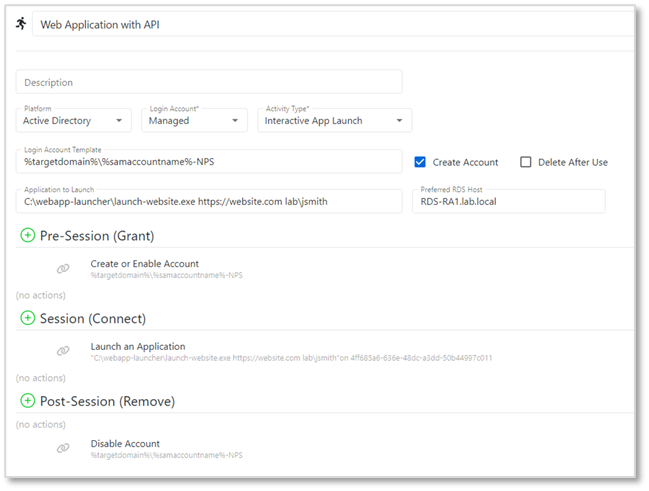 Web Application with API
Description
Platform Login Account* Activity Type*
Active Directory Managed Interactive App Launch
Login Account Template
%targetdomain%\%samaccountname%-NPS Create Account Delete After Use
Application to Launch Preferred RDS Host
C:\webapp-launcher\launch-website.exe https://website.com lab\jsmith RDS-RA1.lab.local
Pre-Session (Grant)
Create or Enable Account
%targetdomain%\%samaccountname%-NPS
(no actions)
Session (Connect)
Launch an Application
"C:\webapp-launcher\launch-website.exe https://website.com lab\jsmith"on 4ff685a6-636e-48dc-a3dd-50b44997c011
(no actions)
Post-Session (Remove)
(no actions)
Disable Account
%targetdomain%\%samaccountname%-NPS